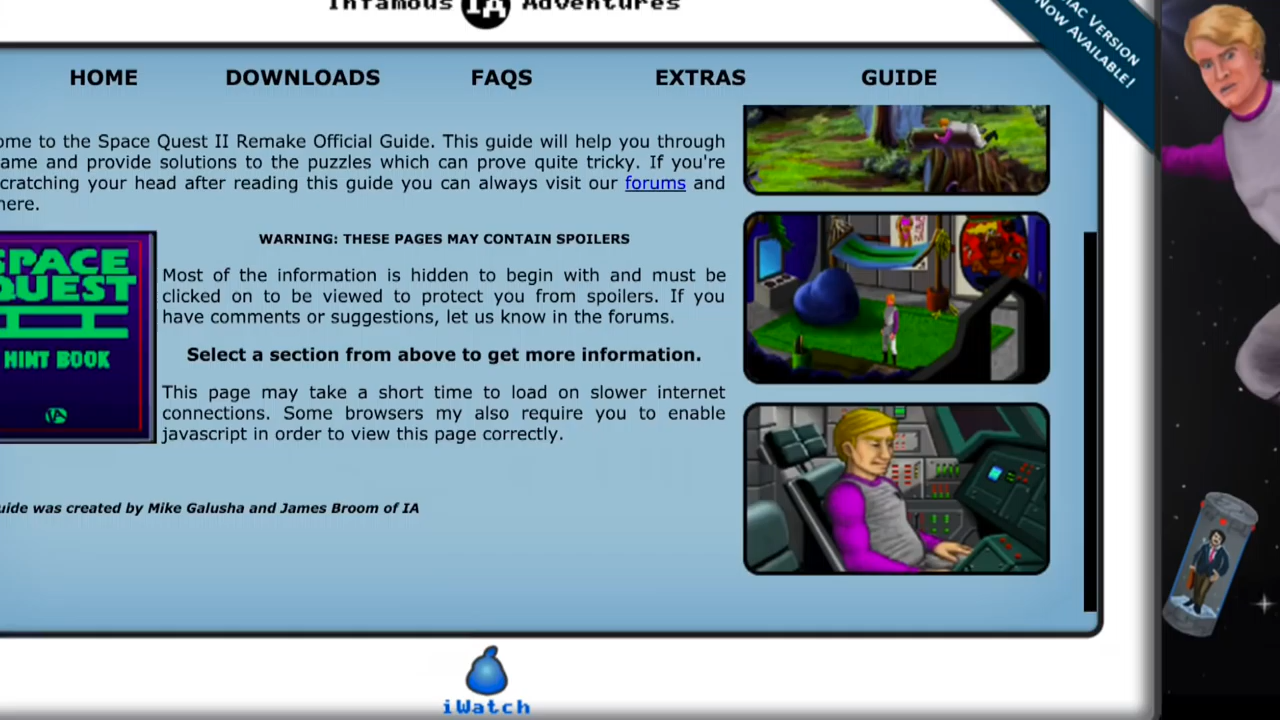 Infamous IA Adventures
Mac Version
Now Available!
HOME DOWNLOADS FAQS EXTRAS GUIDE
ome to the Space Quest II Remake Official Guide. This guide will help you through
ame and provide solutions to the puzzles which can prove quite tricky. If you're
cratching your head after reading this guide you can always visit our forums and
here.
SPACE
QUEST
II
HINT BOOK
IA
WARNING: THESE PAGES MAY CONTAIN SPOILERS
Most of the information is hidden to begin with and must be
clicked on to be viewed to protect you from spoilers. If you
have comments or suggestions, let us know in the forums.
Select a section from above to get more information.
This page may take a short time to load on slower internet
connections. Some browsers my also require you to enable
javascript in order to view this page correctly.
uide was created by Mike Galusha and James Broom of IA
iWatch